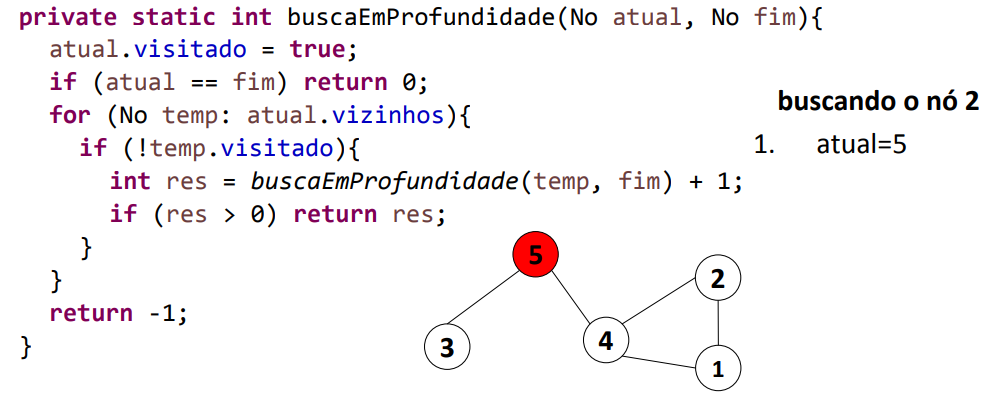 private static int buscaEmProfundidade(No atual, No fim){
atual.visitado = true;
if (atual == fim) return 0;
for (No temp: atual.vizinhos){
if (!temp.visitado){
int res = buscaEmProfundidade(temp, fim) + 1;
if (res > 0) return res;
}
}
return -1;
}
buscando o nó 2
1. atual=5
5
2
3
4
1